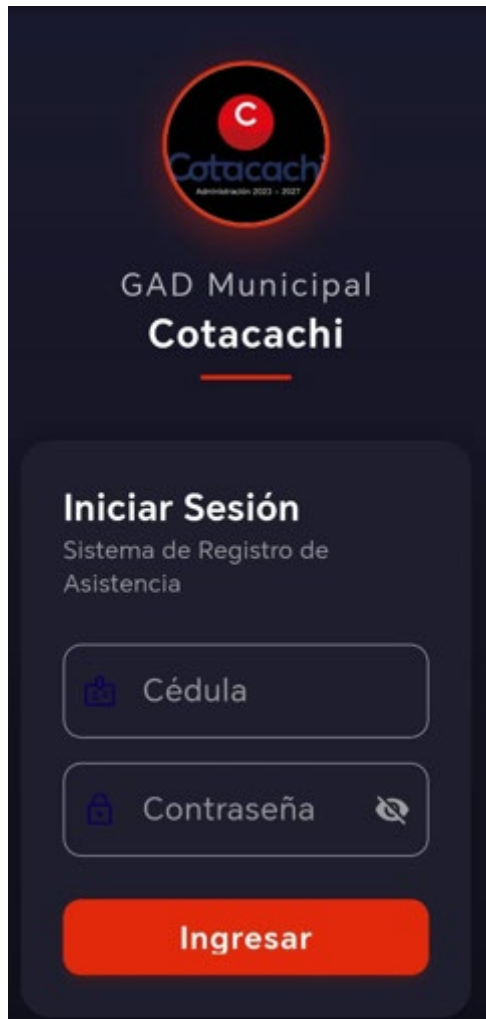 C
Cotacachi
Administración 2023 - 2027
GAD Municipal
Cotacachi
Iniciar Sesión
Sistema de Registro de
Asistencia
Cédula
Contraseña
Ingresar